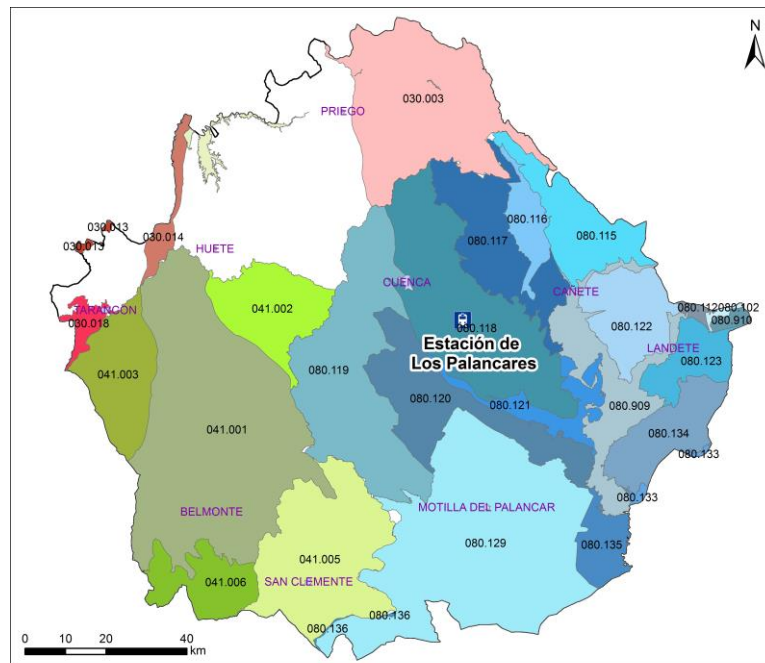 N
030.003
PRIEGO
080.116
080.115
030.013
030.013
030.014
080.117
HUETE
CUENCA
CAÑETE
041.002
TARANCÓN
030.018
080.112
080.102
080.910
080.118
080.122
LANDETE
Estación de
Los Palancares
080.123
041.003
080.119
080.120
080.121
080.909
041.001
080.134
080.133
080.133
BELMONTE
MOTILLA DEL PALANCAR
080.129
080.135
041.005
041.006
SAN CLEMENTE
080.136
080.136
0 10 20 40
km